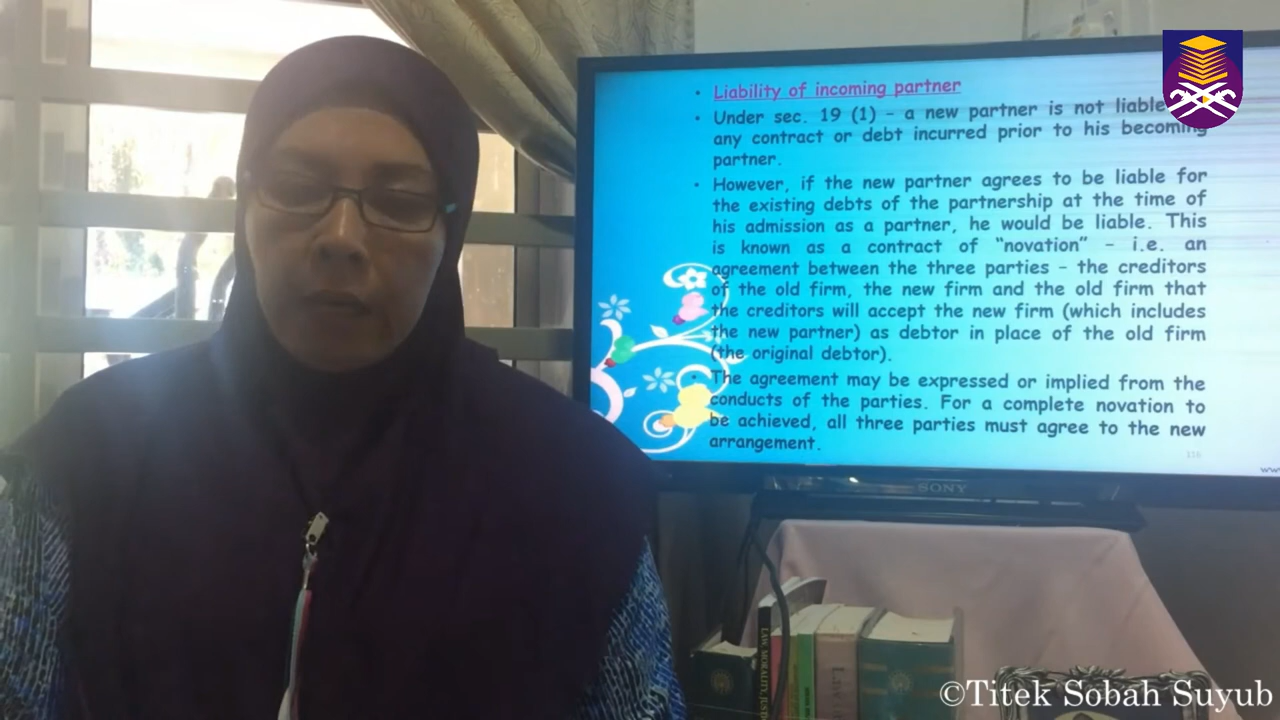 Liability of incoming partner
Under sec. 19 (1) – a new partner is not liable
any contract or debt incurred prior to his becoming
partner.
However, if the new partner agrees to be liable for
the existing debts of the partnership at the time of
his admission as a partner, he would be liable. This
is known as a contract of “novation” – i.e. an
agreement between the three parties – the creditors
of the old firm, the new firm and the old firm that
the creditors will accept the new firm (which includes
the new partner) as debtor in place of the old firm
(the original debtor).
The agreement may be expressed or implied from the
conducts of the parties. For a complete novation to
be achieved, all three parties must agree to the new
arrangement.
SONY
LAW, MORALITY,
©Titek Sobah Suyub